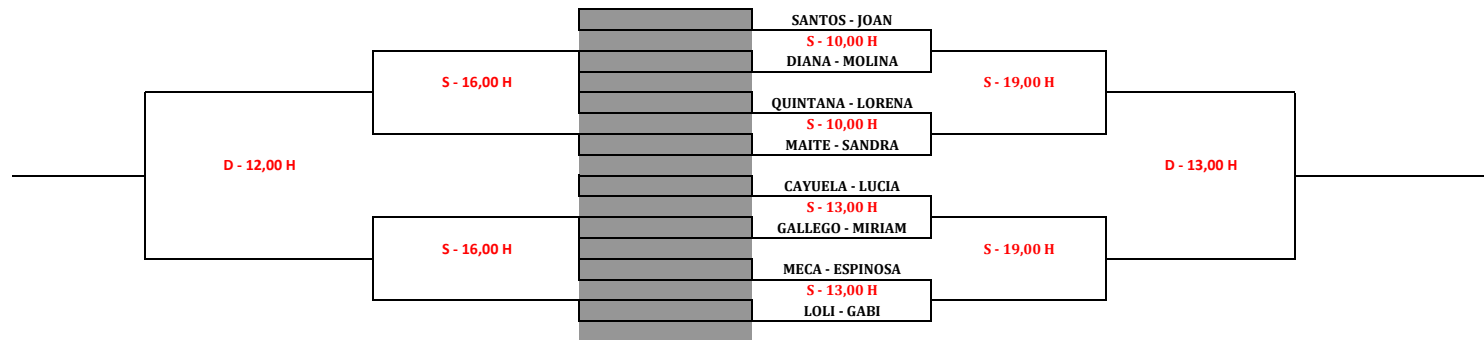 SANTOS - JOAN
S - 10,00 H
DIANA - MOLINA
S - 16,00 H
S - 19,00 H
QUINTANA - LORENA
S - 10,00 H
MAITE - SANDRA
D - 12,00 H
D - 13,00 H
CAYUELA - LUCIA
S - 13,00 H
GALLEGO - MIRIAM
S - 16,00 H
S - 19,00 H
MECA - ESPINOSA
S - 13,00 H
LOLI - GABI